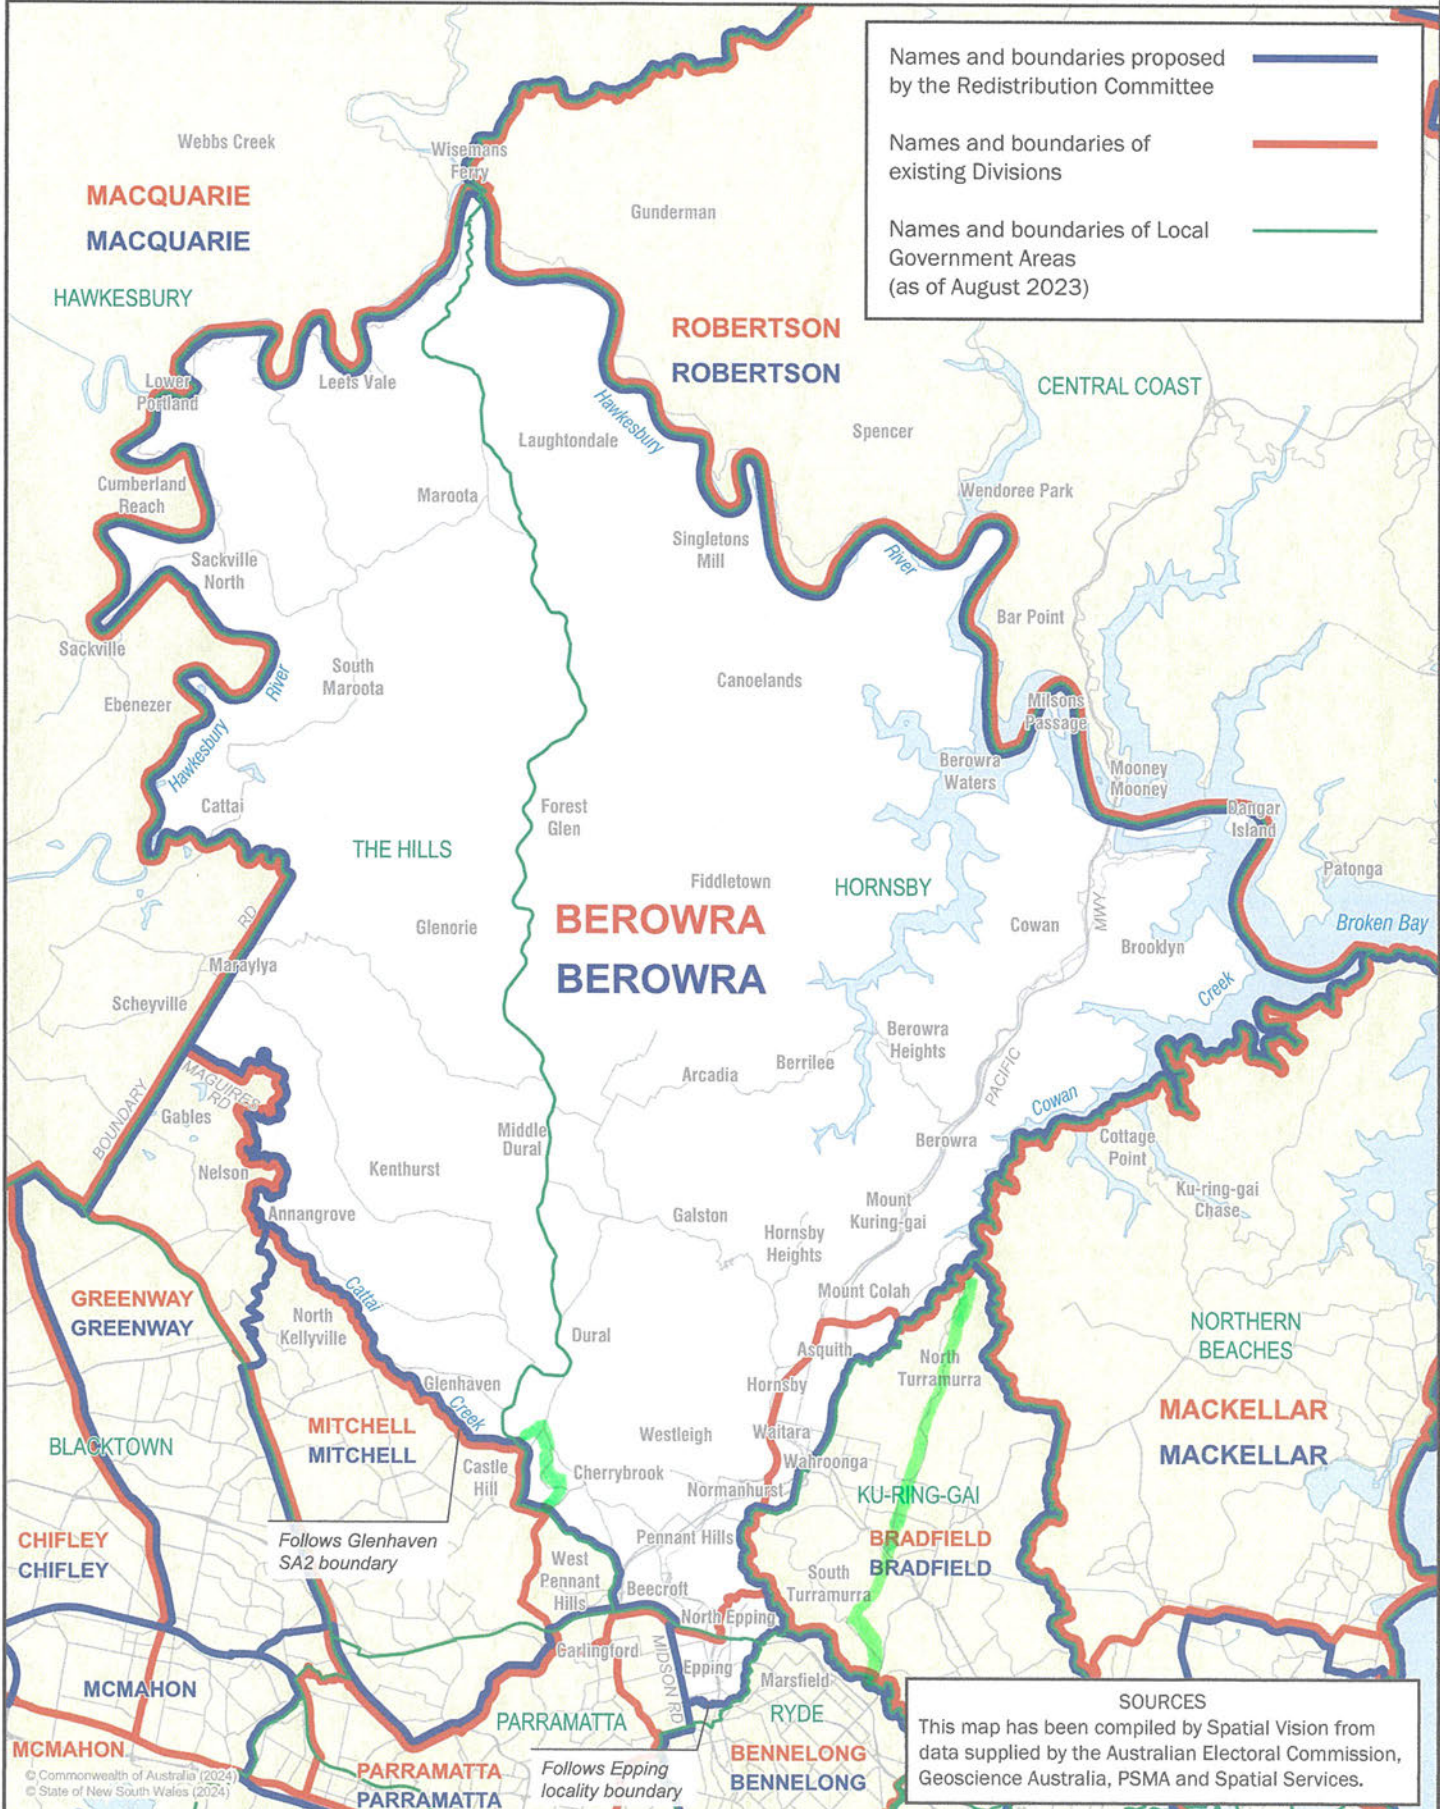 Names and boundaries proposed
by the Redistribution Committee
Names and boundaries of
existing Divisions
Names and boundaries of Local
Government Areas
(as of August 2023)
Webbs Creek
Wisemans
Ferry
MACQUARIE
MACQUARIE
HAWKESBURY
Gunderman
ROBERTSON
ROBERTSON
CENTRAL COAST
Lower
Portland
Leets Vale
Hawkesbury
Laughtondale
Spencer
Cumberland
Reach
Maroota
Wendoree Park
Singletons
Mill
River
Sackville
North
Bar Point
Sackville
South
Maroota
River
Canoelands
Ebenezer
Milsons
Passage
Hawkesbury
Berowra
Waters
Mooney
Mooney
Cattai
Forest
Glen
Dangar
Island
THE HILLS
Fiddletown
HORNSBY
Patonga
RD
Glenorie
BEROWRA
BEROWRA
Cowan
MWY
Brooklyn
Broken Bay
Maraylya
Scheyville
Creek
Berowra
Heights
Berrilee
Arcadia
PACIFIC
MAGUIRES
RD
Gables
BOUNDARY
Cowan
Middle
Dural
Berowra
Cottage
Point
Nelson
Kenthurst
Ku-ring-gai
Chase
Annangrove
Galston
Mount
Kuring-gai
Hornsby
Heights
Cattai
GREENWAY
GREENWAY
North
Kellyville
Dural
Mount Colah
Asquith
North
Turramurra
NORTHERN
BEACHES
Glenhaven
Creek
Hornsby
MITCHELL
MITCHELL
BLACKTOWN
Westleigh
Waitara
MACKELLAR
MACKELLAR
Castle
Hill
Cherrybrook
Wahroonga
Normanhurst
KU-RING-GAI
CHIFLEY
CHIFLEY
Follows Glenhaven
SA2 boundary
Pennant Hills
BRADFIELD
BRADFIELD
West
Pennant
Hills
Beecroft
South
Turramurra
North Epping
Carlingford
MIDSON RD
Epping
Marsfield
MCMAHON
PARRAMATTA
RYDE
MCMAHON
PARRAMATTA
PARRAMATTA
Follows Epping
locality boundary
BENNELONG
BENNELONG
© Commonwealth of Australia (2024)
© State of New South Wales (2024)
SOURCES
This map has been compiled by Spatial Vision from
data supplied by the Australian Electoral Commission,
Geoscience Australia, PSMA and Spatial Services.